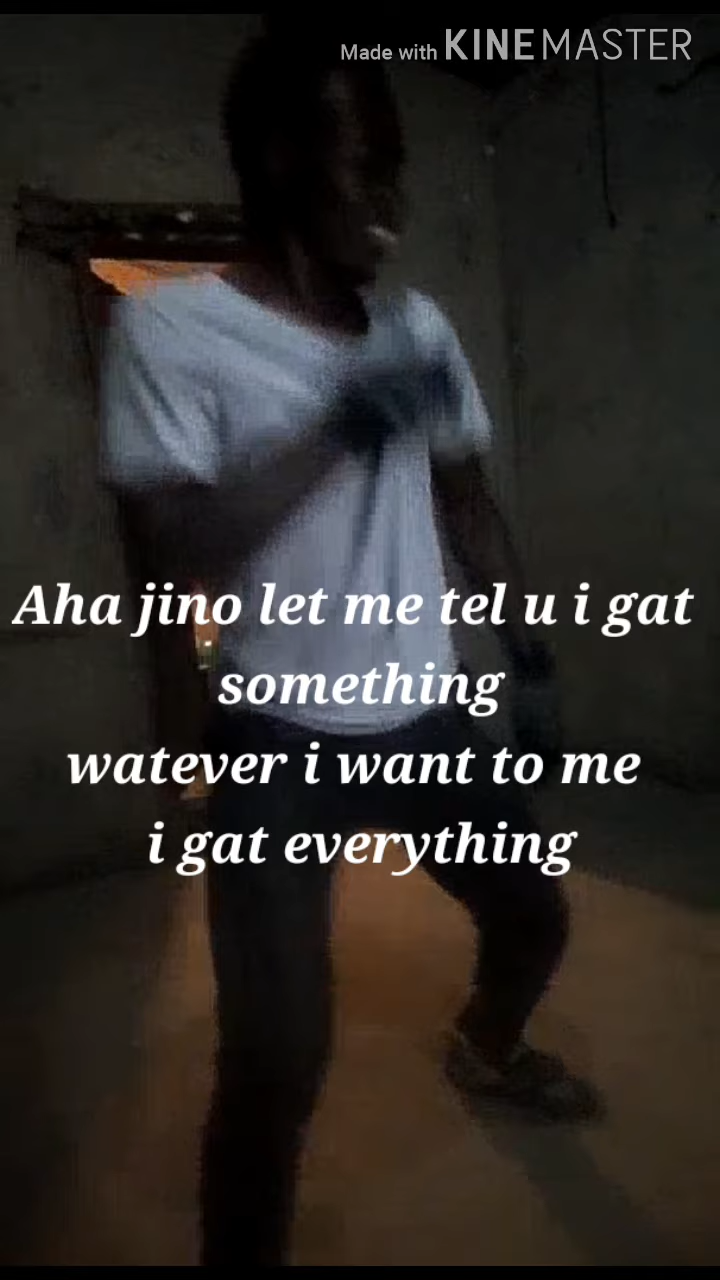 Made with KINEMASTER
Aha jino let me tel u i gat
something
watever i want to me
i gat everything